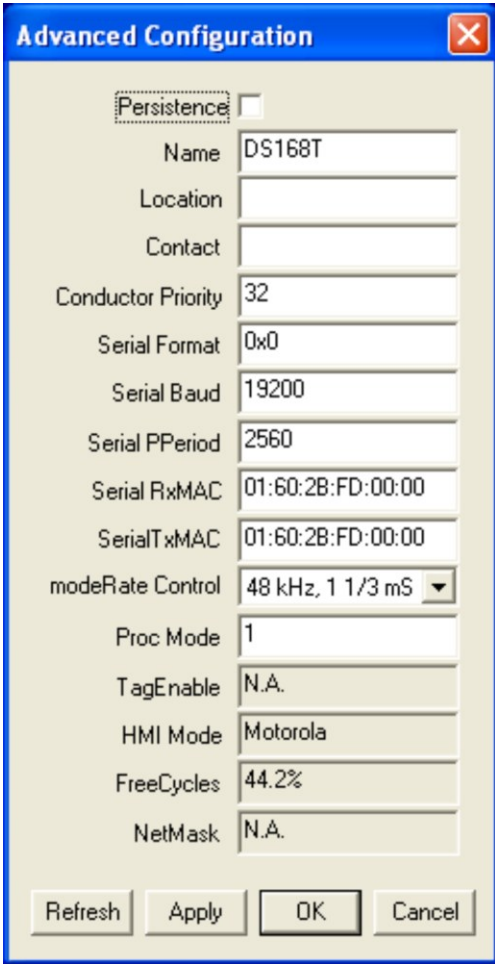 Advanced Configuration
Persistence
Name DS168T
Location
Contact
Conductor Priority 32
Serial Format 0x0
Serial Baud 19200
Serial PPeriod 2560
Serial RxMAC 01:60:2B:FD:00:00
SerialTxMAC 01:60:2B:FD:00:00
modeRate Control 48 kHz, 1 1/3 mS
Proc Mode 1
TagEnable N.A.
HMI Mode Motorola
FreeCycles 44.2%
NetMask N.A.
Refresh Apply OK Cancel